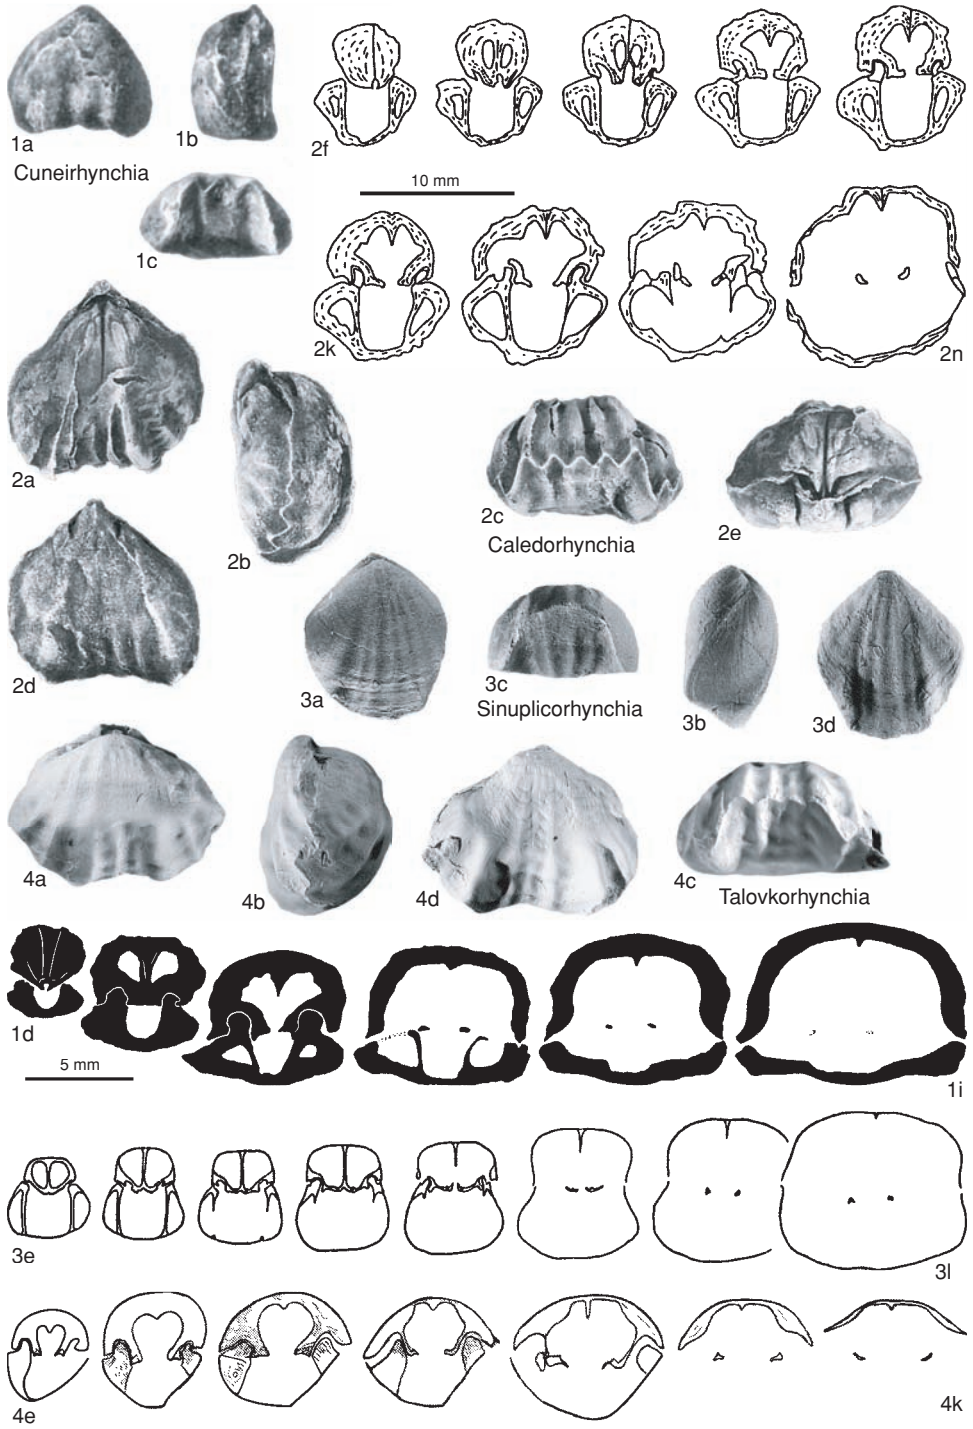 1a
1b
Cuneirhynchia
1c
2f
10 mm
2k
2n
2a
2b
2c
Caledorhynchia
2e
2d
3a
3c
Sinuplicorhynchia
3b
3d
4a
4b
4d
4c
Talovkorhynchia
1d
5 mm
1i
3e
3l
4e
4k